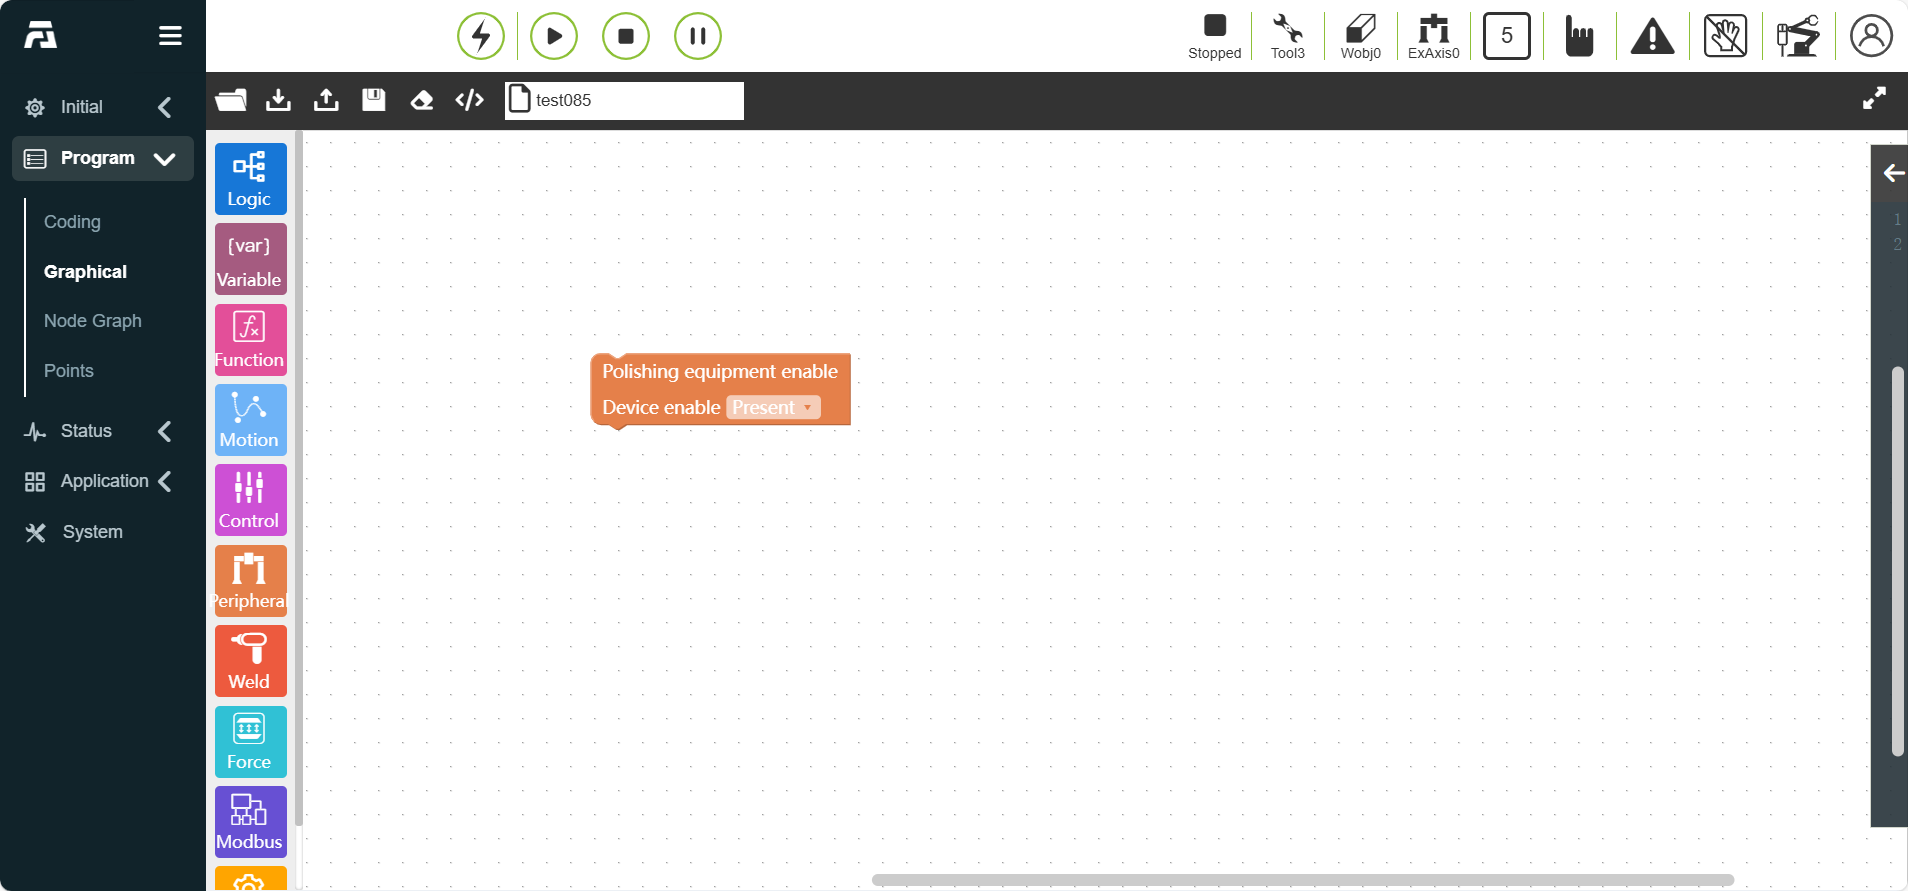 Stopped
Tool3
Wobj0
ExAxis0
5
test085
Initial
Program
Coding
Graphical
Node Graph
Points
Status
Application
System
Logic
{var}
Variable
fx
Function
Motion
Control
Peripheral
Weld
Force
Modbus
Polishing equipment enable
Device enable Present
1
2